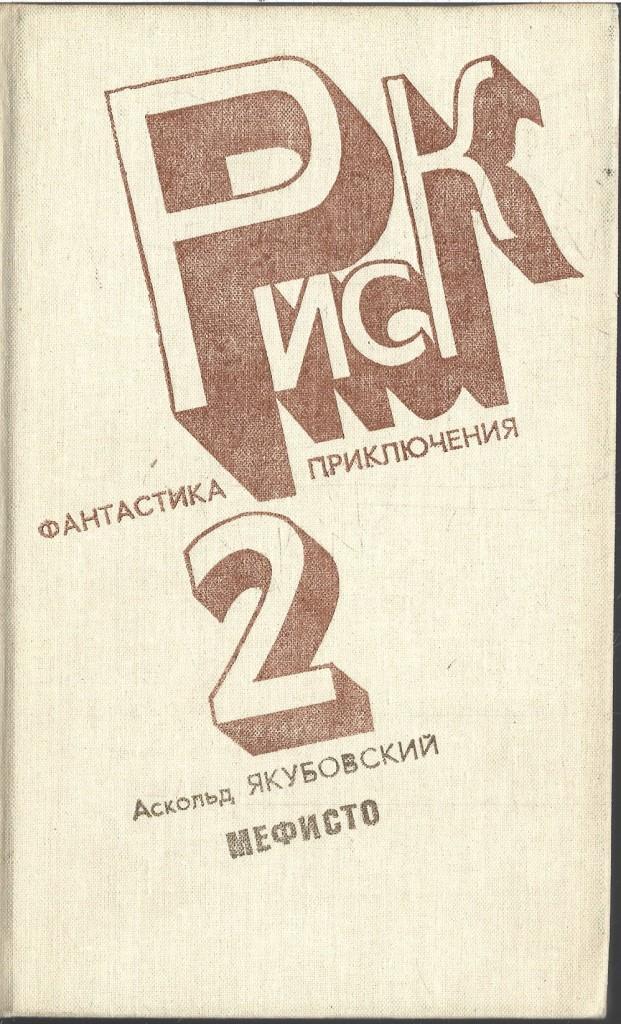 Риск
ФАНТАСТИКА ПРИКЛЮЧЕНИЯ
2
Аскольд ЯКУБОВСКИЙ
МЕФИСТО